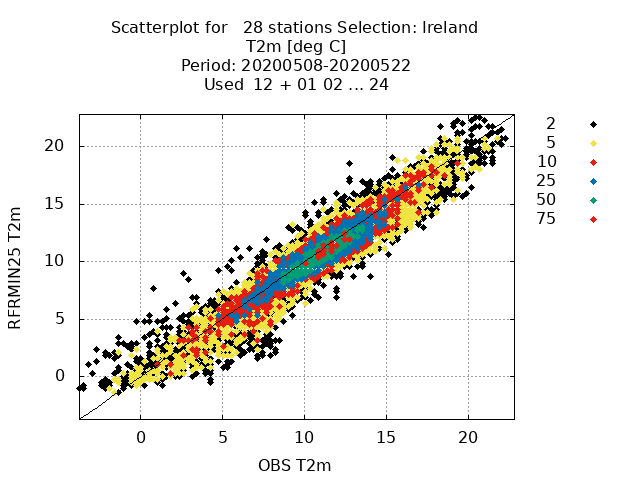 Scatterplot for   28 stations Selection: Ireland
T2m [deg C]
Period: 20200508-20200522
Used  12 + 01 02 ... 24
2
5
10
25
50
75
20
15
10
5
0
RFRMIN25 T2m
0 5 10 15 20
OBS T2m